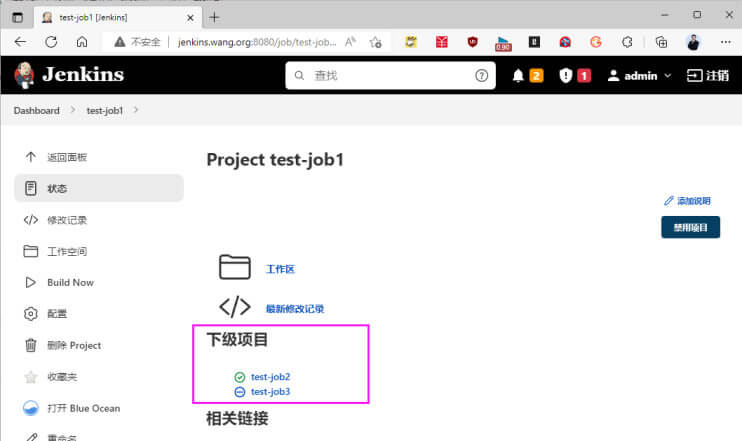 test-job1 [Jenkins]
不安全 jenkins.wang.org:8080/job/test-job... 0.90
Jenkins 查找 2 1 admin 注销
Dashboard test-job1
返回面板
状态
修改记录
工作空间
Build Now
配置
删除 Project
收藏夹
打开 Blue Ocean
重命名
Project test-job1
添加说明
禁用项目
工作区
最新修改记录
下级项目
test-job2
test-job3
相关链接